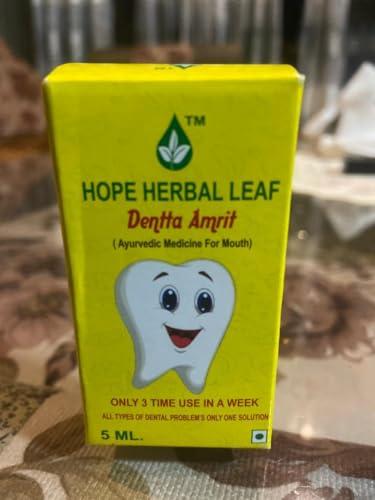 TM
HOPE HERBAL LEAF
Dentta Amrit
( Ayurvedic Medicine For Mouth)
ONLY 3 TIME USE IN A WEEK
ALL TYPES OF DENTAL PROBLEM'S ONLY ONE SOLUTION
5 ML.